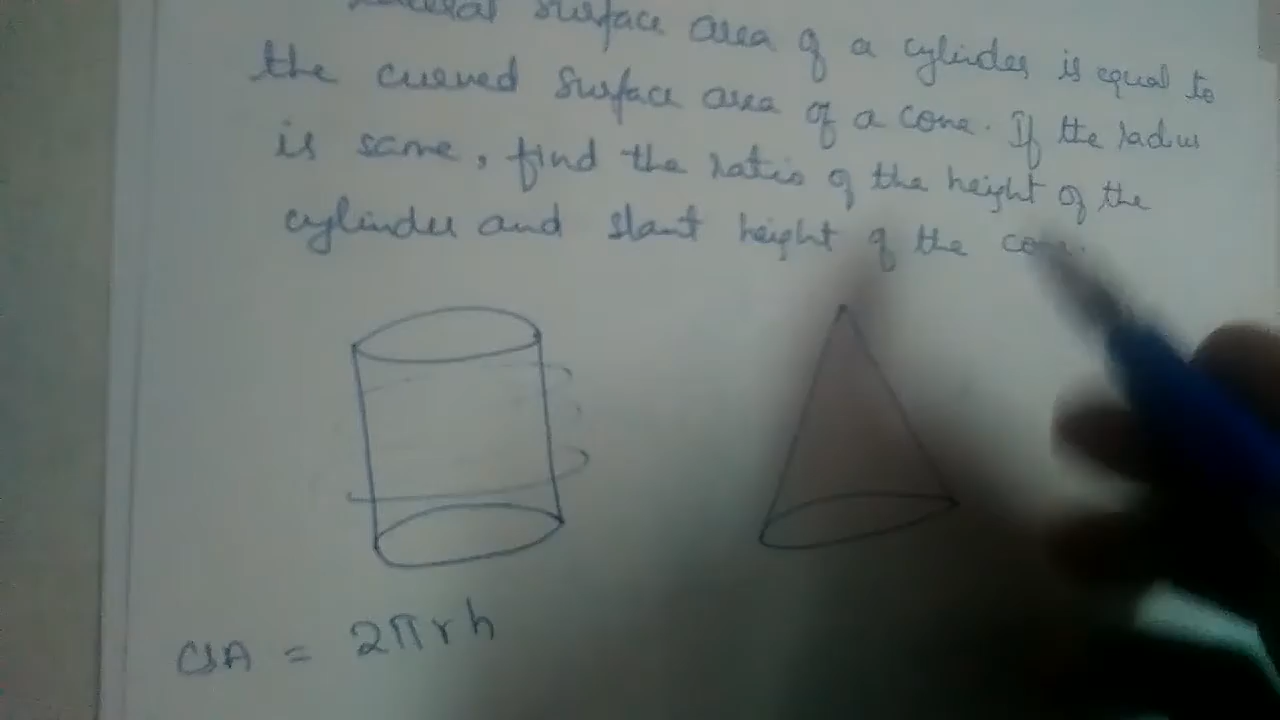 surface area of a cylinder is equal to
the curved surface area of a cone. If the radius
is same, find the ratio of the height of the
cylinder and slant height of the cone.
CSA = 2πrh